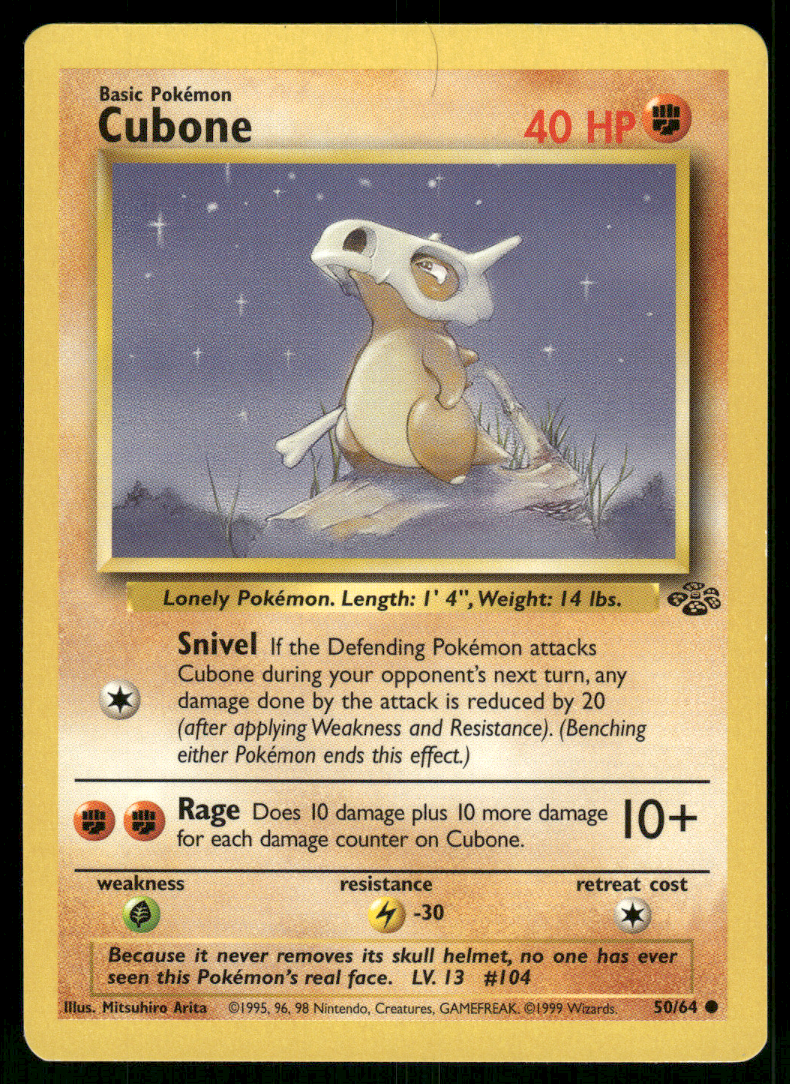 Basic Pokémon
Cubone
40 HP
Lonely Pokémon. Length: 1' 4", Weight: 14 lbs.
Snivel If the Defending Pokémon attacks
Cubone during your opponent's next turn, any
damage done by the attack is reduced by 20
(after applying Weakness and Resistance). (Benching
either Pokémon ends this effect.)
Rage Does 10 damage plus 10 more damage
for each damage counter on Cubone.
10+
weakness resistance retreat cost
-30
Because it never removes its skull helmet, no one has ever
seen this Pokémon's real face. LV. 13 #104
Illus. Mitsuhiro Arita ©1995, 96, 98 Nintendo, Creatures, GAMEFREAK. ©1999 Wizards. 50/64